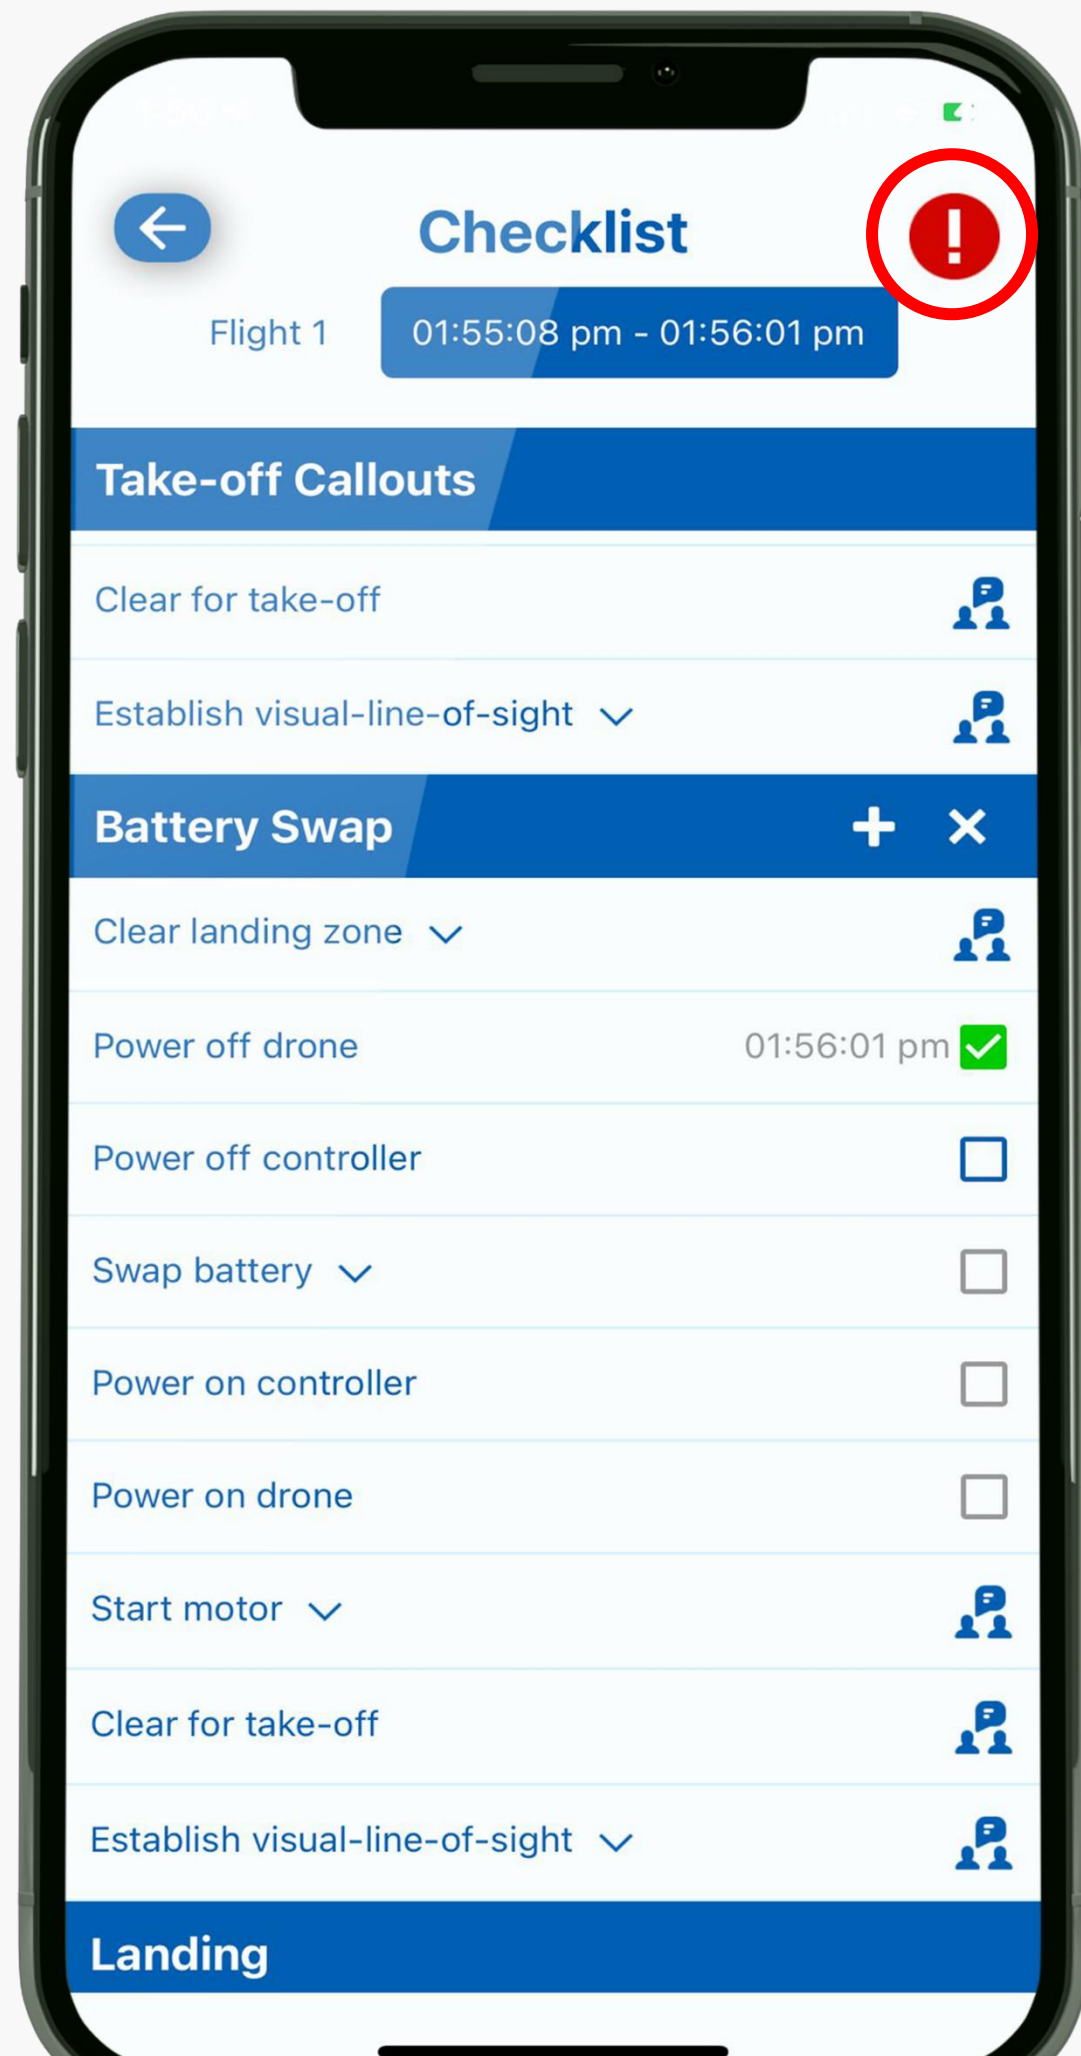 Checklist
Flight 1
01:55:08 pm - 01:56:01 pm
Take-off Callouts
Clear for take-off
Establish visual-line-of-sight
Battery Swap
Clear landing zone
Power off drone 01:56:01 pm
Power off controller
Swap battery
Power on controller
Power on drone
Start motor
Clear for take-off
Establish visual-line-of-sight
Landing